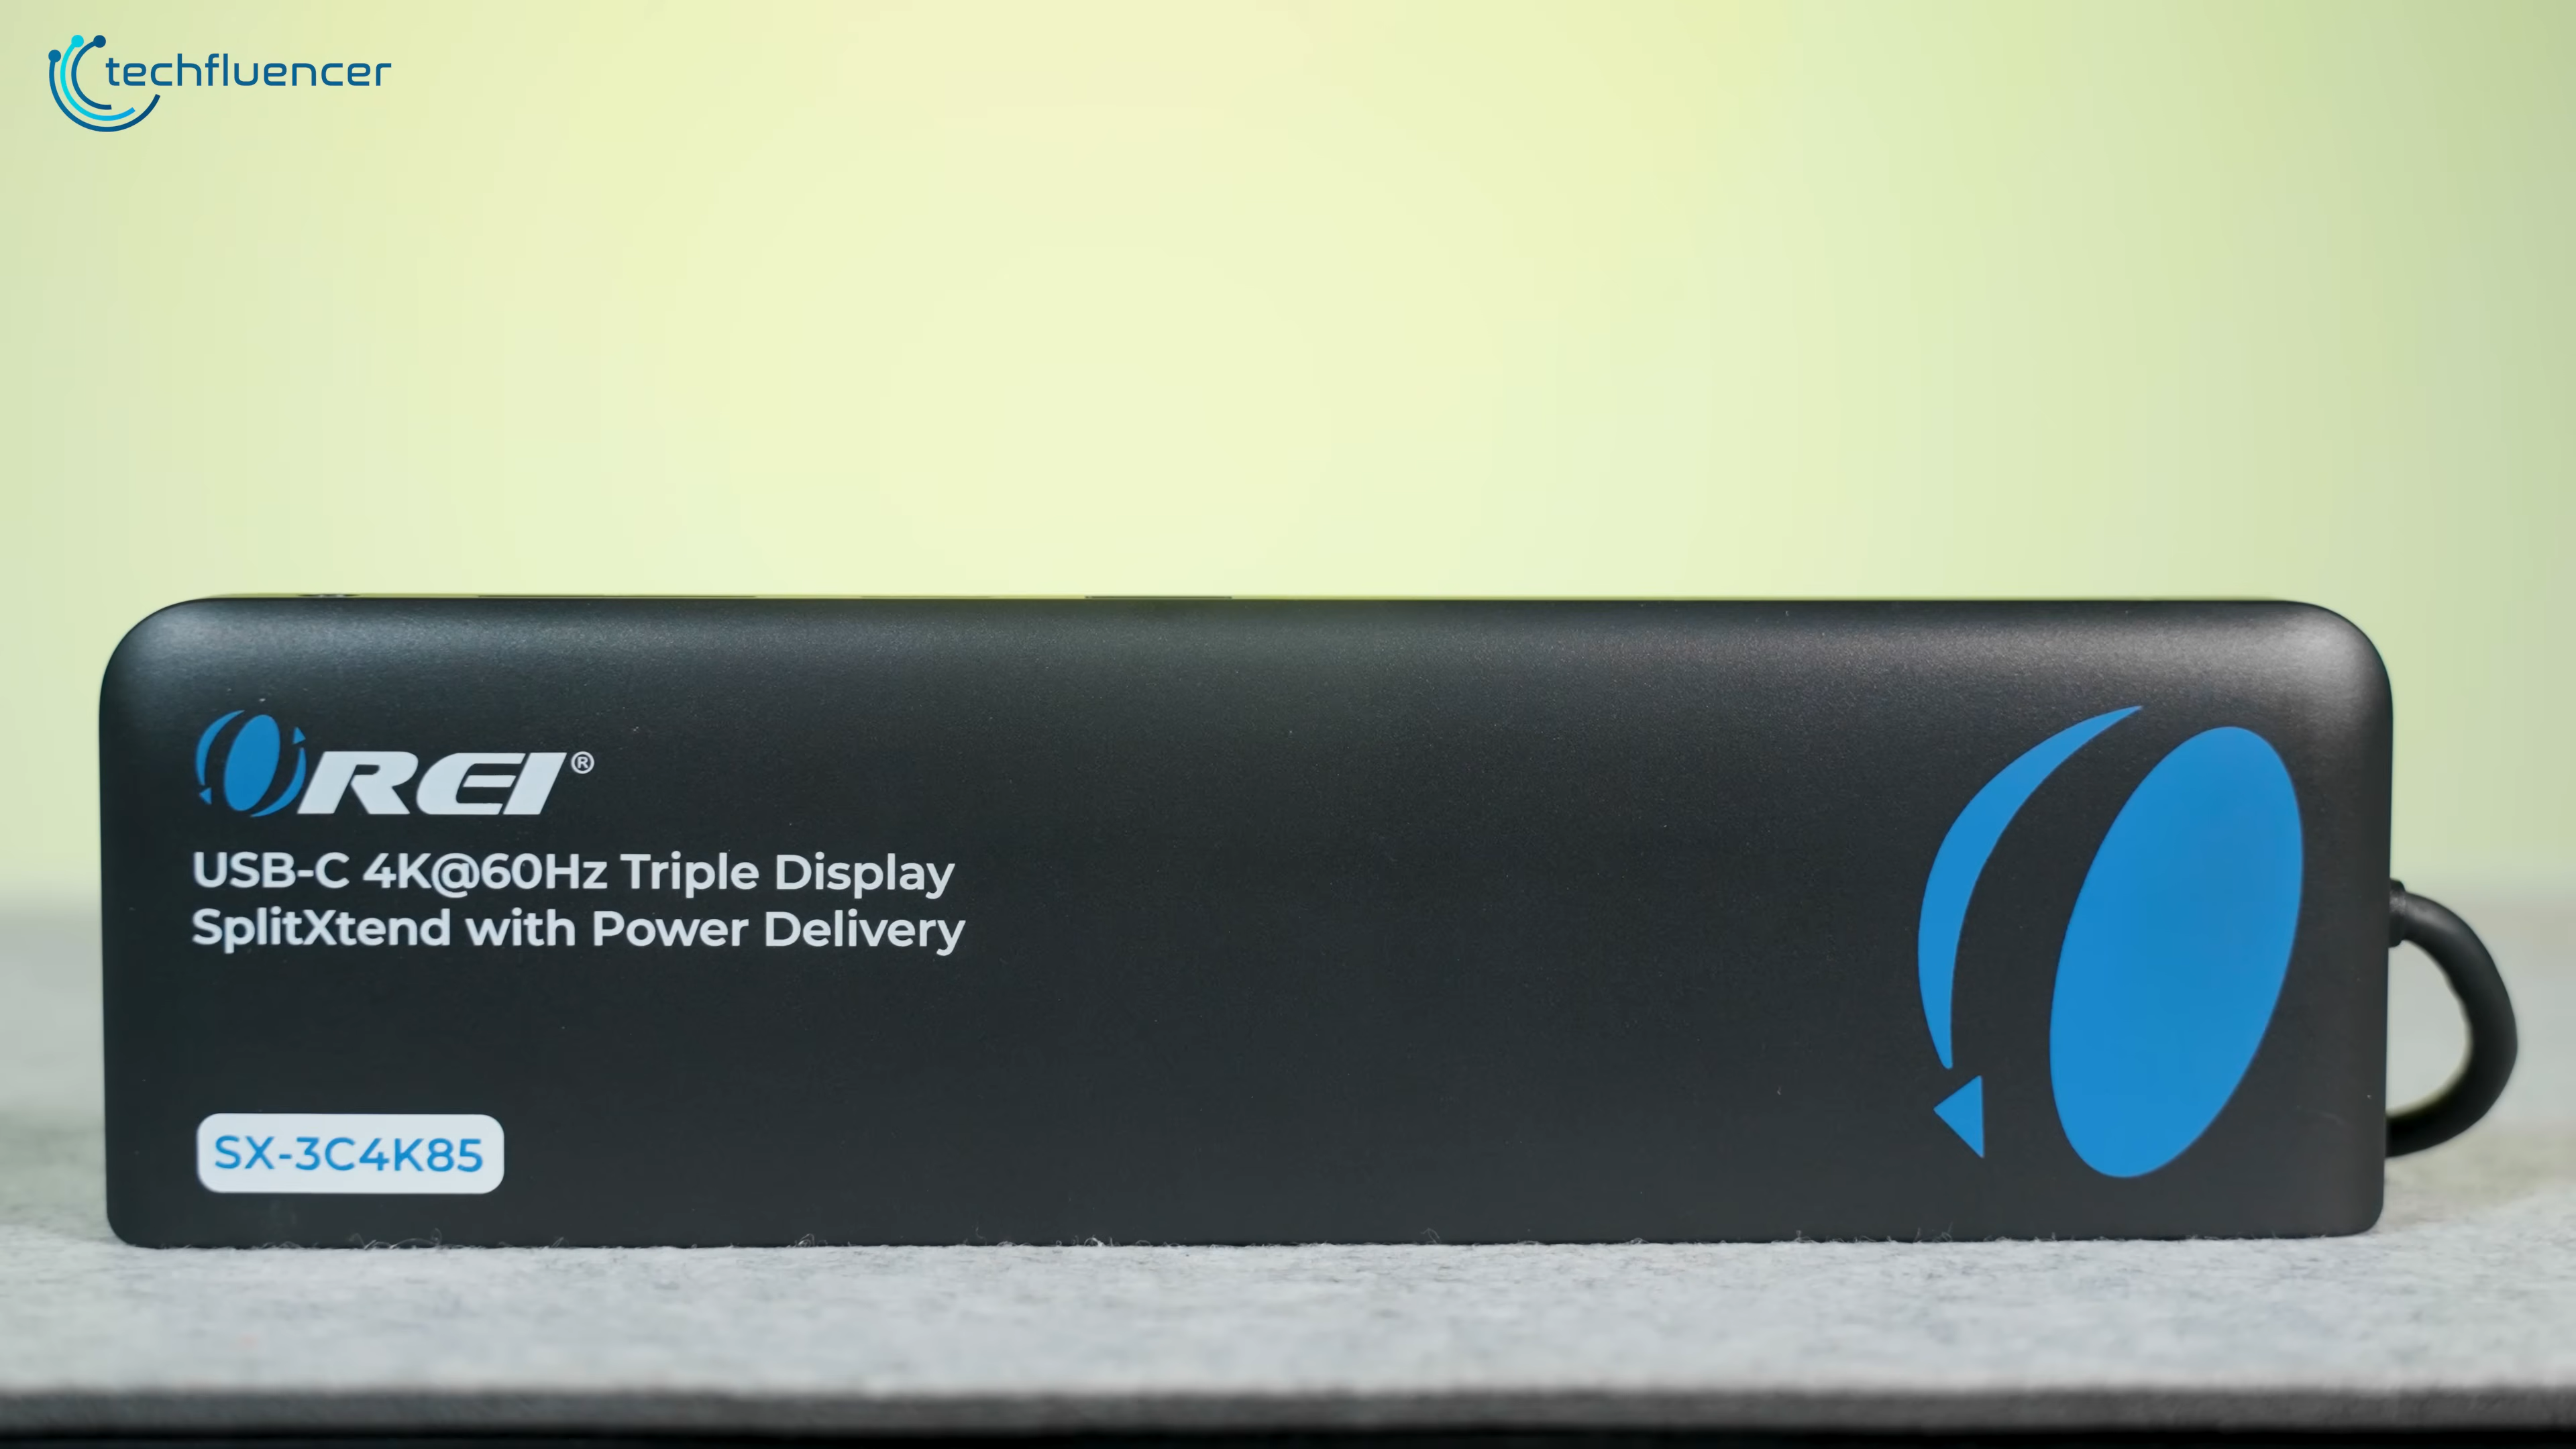 techfluencer
OREI®
USB-C 4K@60Hz Triple Display
SplitXtend with Power Delivery
SX-3C4K85